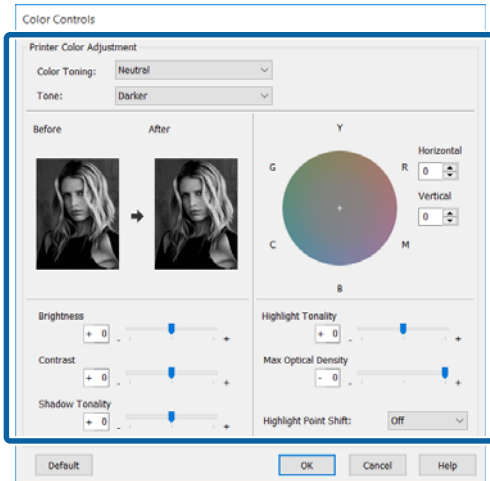 Color Controls
Printer Color Adjustment
Color Toning: Neutral
Tone: Darker
Before After
Y
G R
C M
B
Horizontal
0
Vertical
0
Brightness
+ 0
- +
Contrast
+ 0
- +
Shadow Tonality
+ 0
- +
Highlight Tonality
+ 0
- +
Max Optical Density
- 0
- +
Highlight Point Shift: Off
Default OK Cancel Help